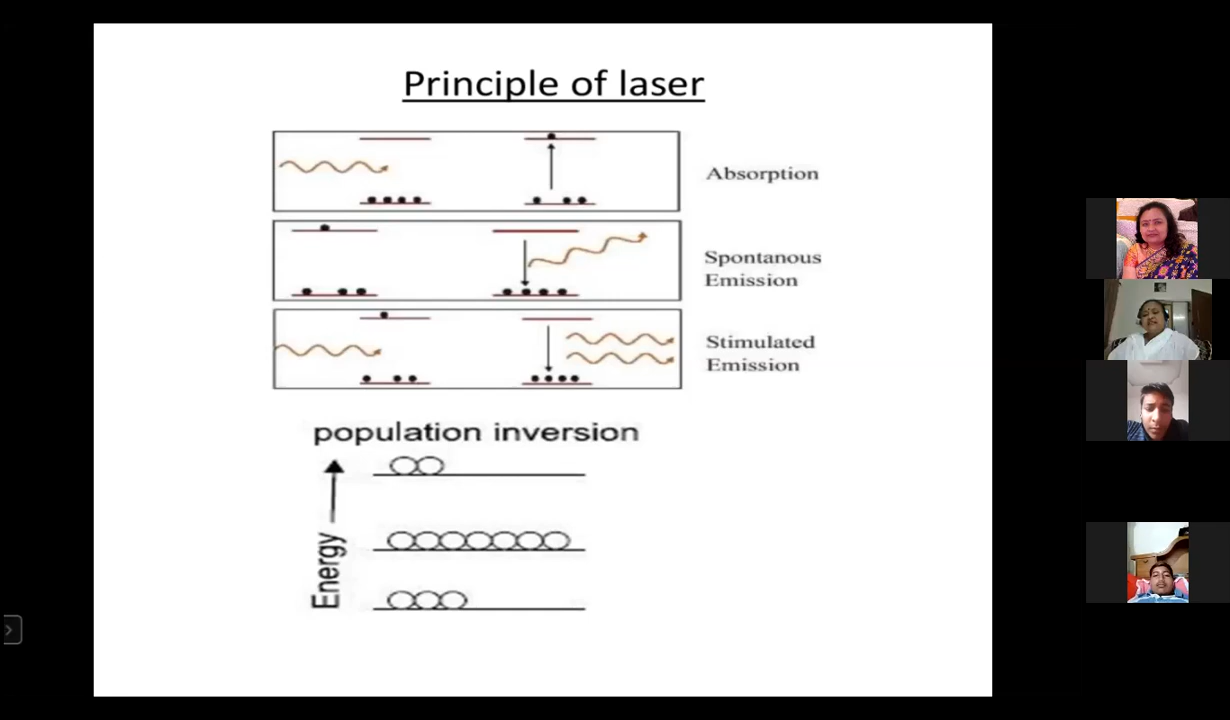 Principle of laser
Absorption
Spontanous
Emission
Stimulated
Emission
population inversion
Energy